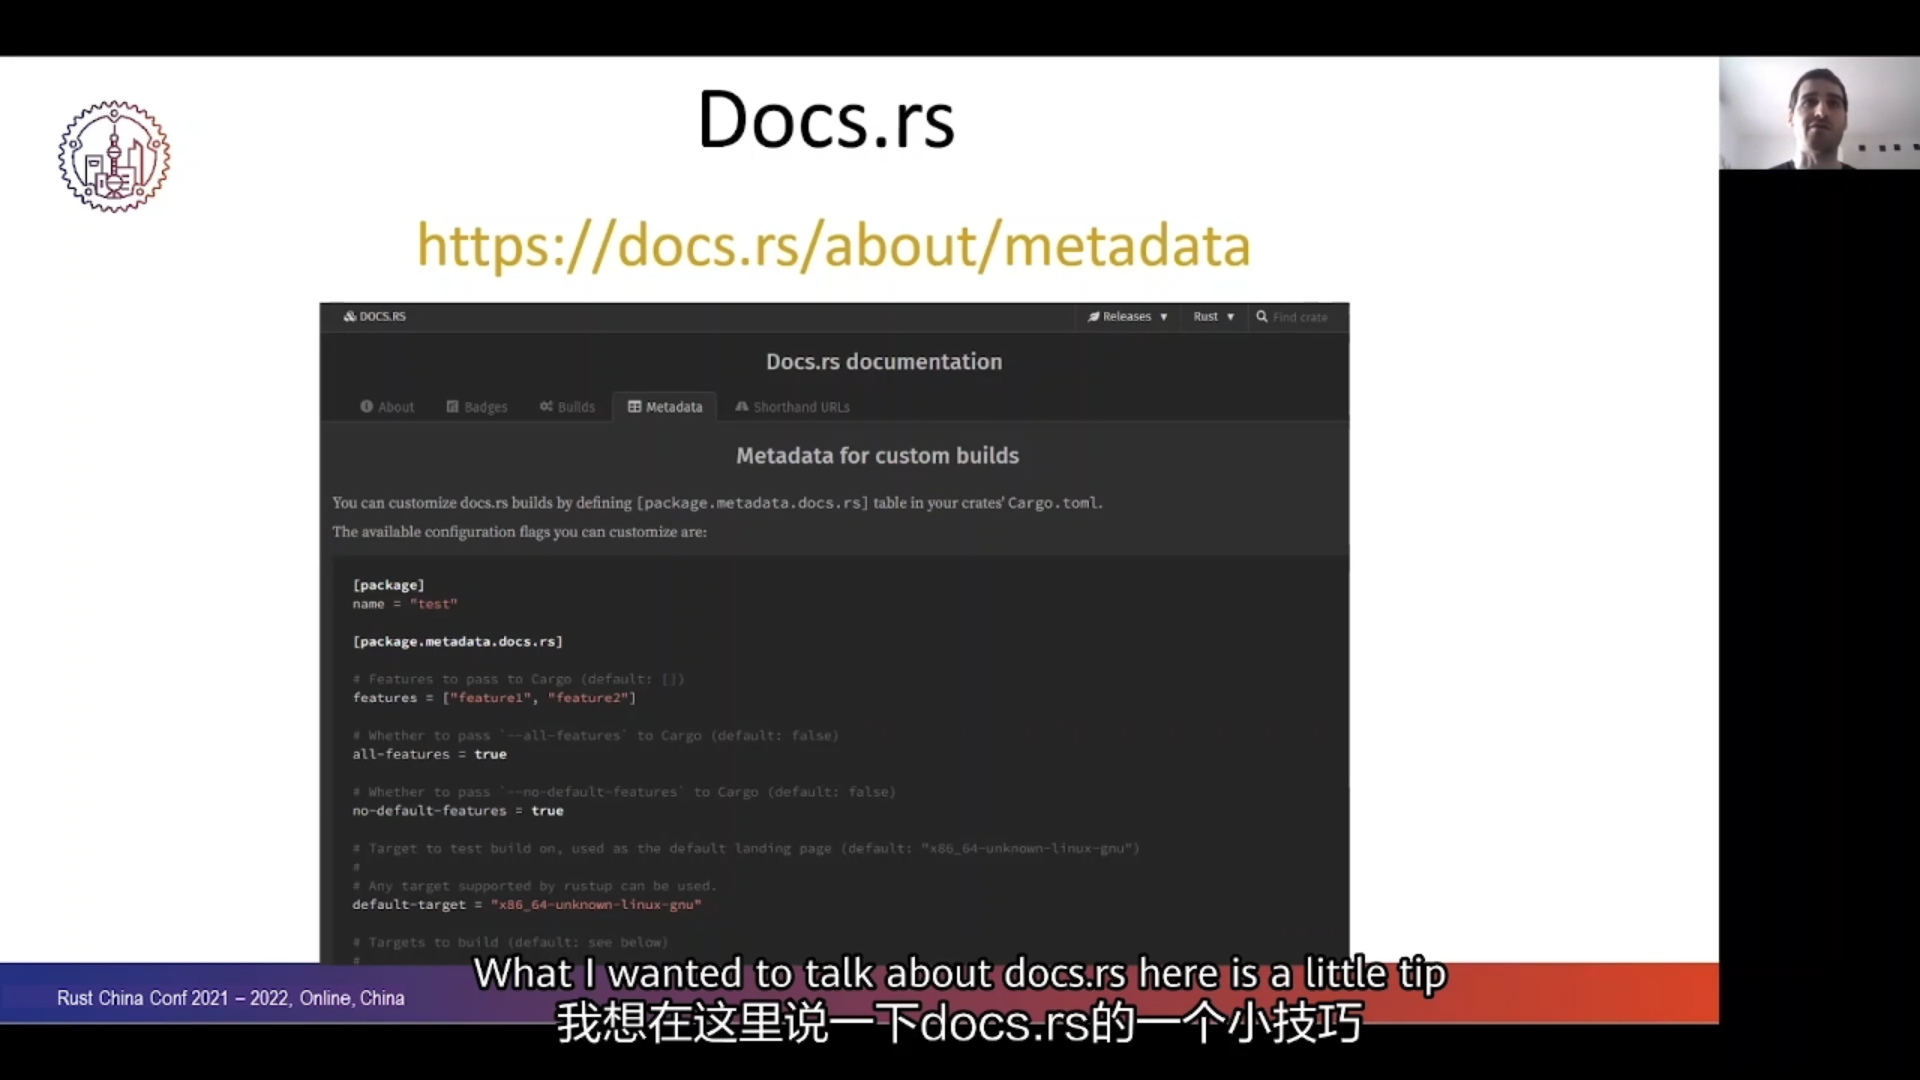 Docs.rs
https://docs.rs/about/metadata
DOCS.RS
Releases
Rust
Find crate
Docs.rs documentation
About
Badges
Builds
Metadata
Shorthand URLs
Metadata for custom builds
You can customize docs.rs builds by defining [package.metadata.docs.rs] table in your crates' Cargo.toml.
The available configuration flags you can customize are:
[package]
name = "test"
[package.metadata.docs.rs]
# Features to pass to Cargo (default: [])
features = ["feature1", "feature2"]
# Whether to pass `--all-features` to Cargo (default: false)
all-features = true
# Whether to pass `--no-default-features` to Cargo (default: false)
no-default-features = true
# Target to test build on, used as the default landing page (default: "x86_64-unknown-linux-gnu")
#
# Any target supported by rustup can be used.
default-target = "x86_64-unknown-linux-gnu"
# Targets to build (default: see below)
#
What I wanted to talk about docs.rs here is a little tip
Rust China Conf 2021 – 2022, Online, China
我想在这里说一下docs.rs的一个小技巧